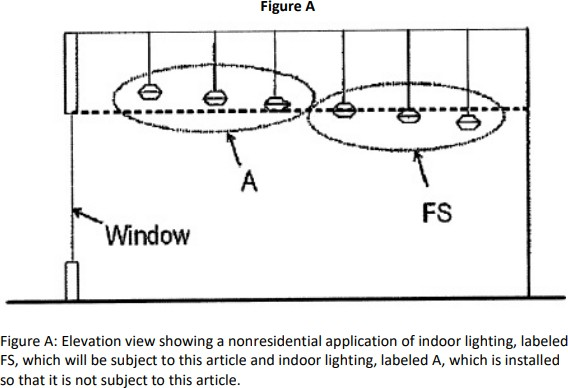 Figure A
A
FS
Window
Figure A: Elevation view showing a nonresidential application of indoor lighting, labeled
FS, which will be subject to this article and indoor lighting, labeled A, which is installed
so that it is not subject to this article.